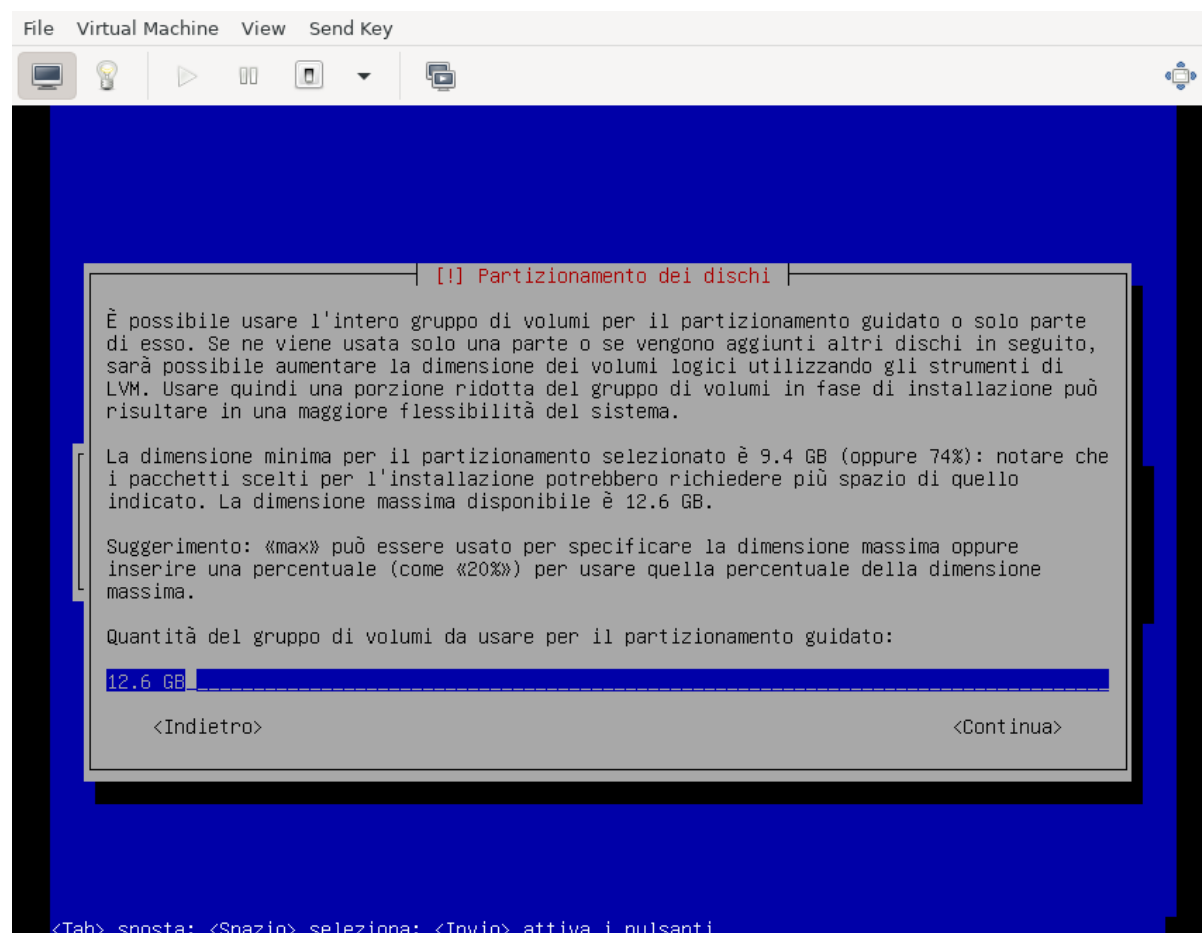 File Virtual Machine View Send Key
[!] Partizionamento dei dischi
È possibile usare l'intero gruppo di volumi per il partizionamento guidato o solo parte
di esso. Se ne viene usata solo una parte o se vengono aggiunti altri dischi in seguito,
sarà possibile aumentare la dimensione dei volumi logici utilizzando gli strumenti di
LVM. Usare quindi una porzione ridotta del gruppo di volumi in fase di installazione può
risultare in una maggiore flessibilità del sistema.
La dimensione minima per il partizionamento selezionato è 9.4 GB (oppure 74%): notare che
i pacchetti scelti per l'installazione potrebbero richiedere più spazio di quello
indicato. La dimensione massima disponibile è 12.6 GB.
Suggerimento: «max» può essere usato per specificare la dimensione massima oppure
inserire una percentuale (come «20%») per usare quella percentuale della dimensione
massima.
Quantità del gruppo di volumi da usare per il partizionamento guidato:
12.6 GB
<Indietro> <Continua>
<Tab> sposta; <Spazio> seleziona; <Invio> attiva i pulsanti